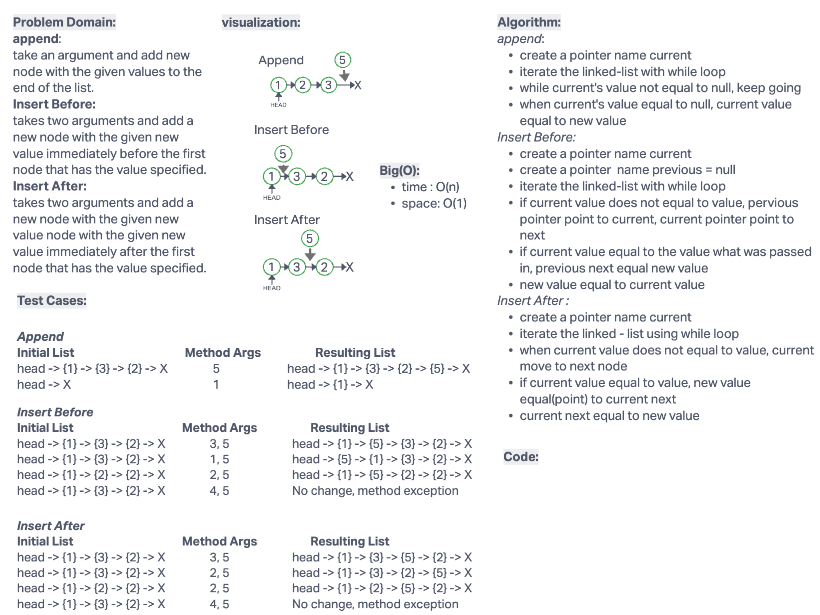 Problem Domain:
append:
take an argument and add new
node with the given values to the
end of the list.
Insert Before:
takes two arguments and add a
new node with the given new
value immediately before the first
node that has the value specified.
Insert After:
takes two arguments and add a
new node with the given new
value node with the given new
value immediately after the first
node that has the value specified.
visualization:
Append
5
1 2 3 X
HEAD
Insert Before
5
1 3 2 X
HEAD
Insert After
5
1 3 2 X
HEAD
Big(O):
• time : O(n)
• space: O(1)
Algorithm:
append:
• create a pointer name current
• iterate the linked-list with while loop
• while current's value not equal to null, keep going
• when current's value equal to null, current value
equal to new value
Insert Before:
• create a pointer name current
• create a pointer name previous = null
• iterate the linked-list with while loop
• if current value does not equal to value, pervious
pointer point to current, current pointer point to
next
• if current value equal to the value what was passed
in, previous next equal new value
• new value equal to current value
Insert After :
• create a pointer name current
• iterate the linked - list using while loop
• when current value does not equal to value, current
move to next node
• if current value equal to value, new value
equal(point) to current next
• current next equal to new value
Code:
Test Cases:
Append
Initial List Method Args Resulting List
head -> {1} -> {3} -> {2} -> X 5 head -> {1} -> {3} -> {2} -> {5} -> X
head -> X 1 head -> {1} -> X
Insert Before
Initial List Method Args Resulting List
head -> {1} -> {3} -> {2} -> X 3, 5 head -> {1} -> {5} -> {3} -> {2} -> X
head -> {1} -> {3} -> {2} -> X 1, 5 head -> {5} -> {1} -> {3} -> {2} -> X
head -> {1} -> {3} -> {2} -> X 2, 5 head -> {1} -> {5} -> {2} -> {2} -> X
head -> {1} -> {3} -> {2} -> X 4, 5 No change, method exception
Insert After
Initial List Method Args Resulting List
head -> {1} -> {3} -> {2} -> X 3, 5 head -> {1} -> {3} -> {5} -> {2} -> X
head -> {1} -> {3} -> {2} -> X 2, 5 head -> {1} -> {3} -> {2} -> {5} -> X
head -> {1} -> {2} -> {2} -> X 2, 5 head -> {1} -> {2} -> {5} -> {2} -> X
head -> {1} -> {3} -> {2} -> X 4, 5 No change, method exception